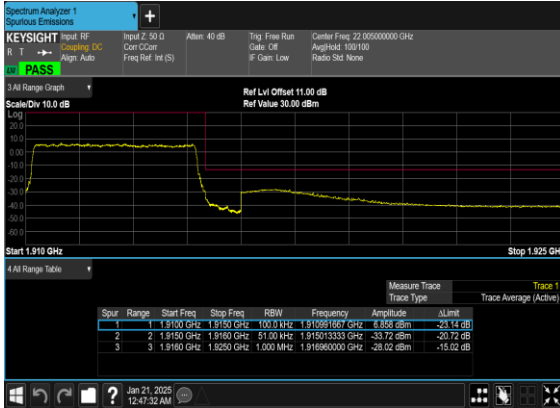 Spectrum Analyzer 1
Spurious Emissions
KEYSIGHT Input: RF Input Z: 50 Ω Atten: 40 dB Trig: Free Run Center Freq: 22.005000000 GHz
R T Coupling: DC Corr CCorr Gate: Off Avg|Hold: 100/100
Align: Auto Freq Ref: Int (S) IF Gain: Low Radio Std: None
PASS
3 All Range Graph
Ref Lvl Offset 11.00 dB
Scale/Div 10.0 dB Ref Value 30.00 dBm
Log
20.0
10.0
0.00
-10.0
-20.0
-30.0
-40.0
-50.0
-60.0
Start 1.910 GHz Stop 1.925 GH
4 All Range Table
Measure Trace Trace 1
Trace Type Trace Average (Active)
Spur Range Start Freq Stop Freq RBW Frequency Amplitude ΔLimit
1 1 1.9100 GHz 1.9150 GHz 100.0 kHz 1.910991667 GHz 6.858 dBm -23.14 dB
2 2 1.9150 GHz 1.9160 GHz 51.00 kHz 1.915013333 GHz -33.72 dBm -20.72 dB
3 3 1.9160 GHz 1.9250 GHz 1.000 MHz 1.916960000 GHz -28.02 dBm -15.02 dB
?
Jan 21, 2025
12:47:32 AM